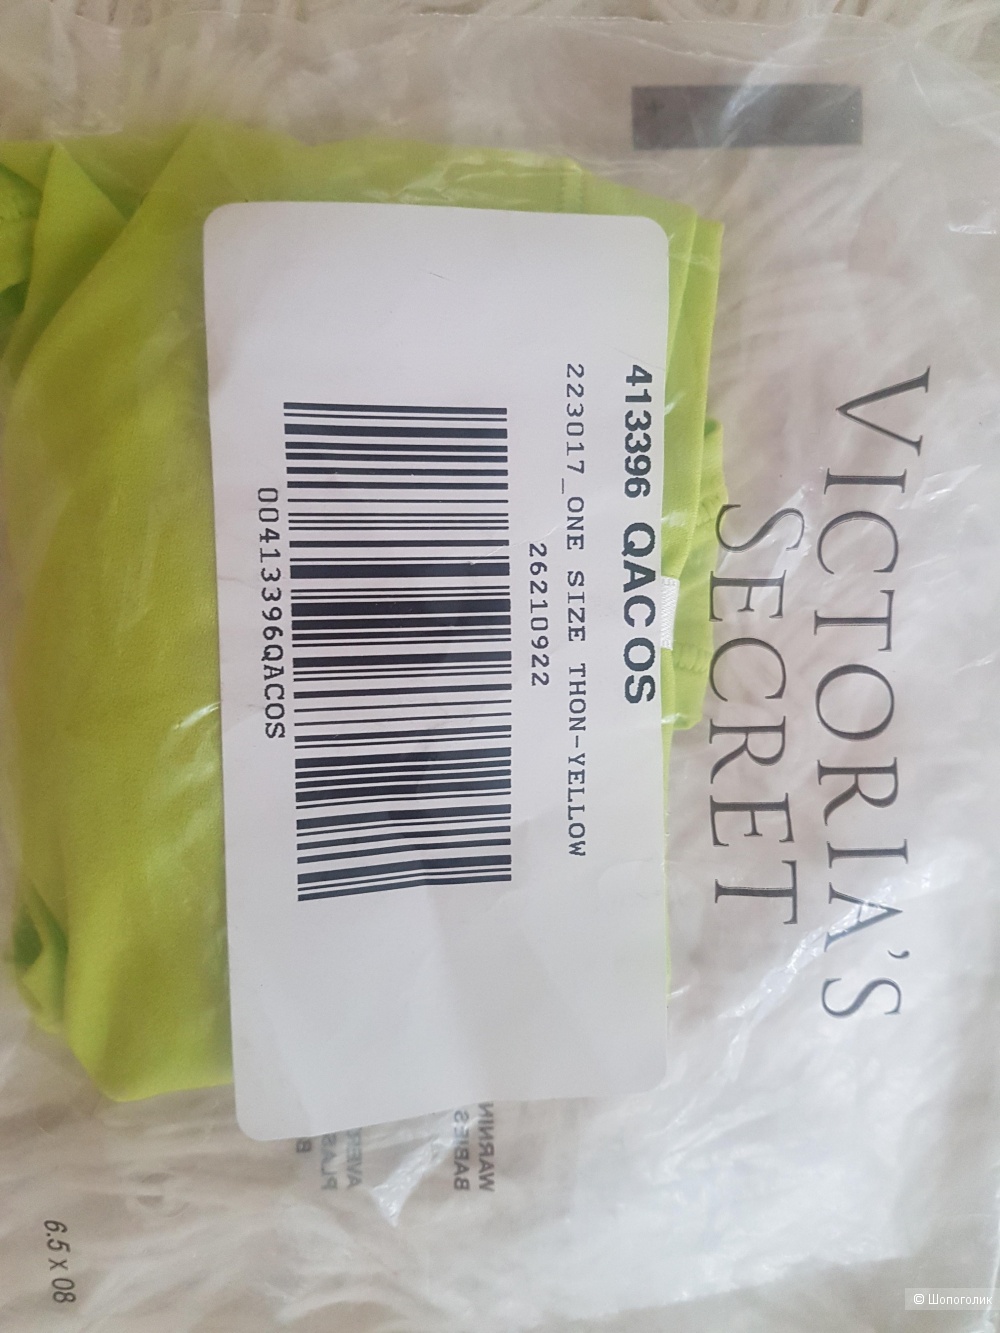 VICTORIA'S
SECRET
413396 QACOS
223017_ONE SIZE THON-YELLOW
26210922
00413396QACOS
6.5 x 08
© Шопоголик